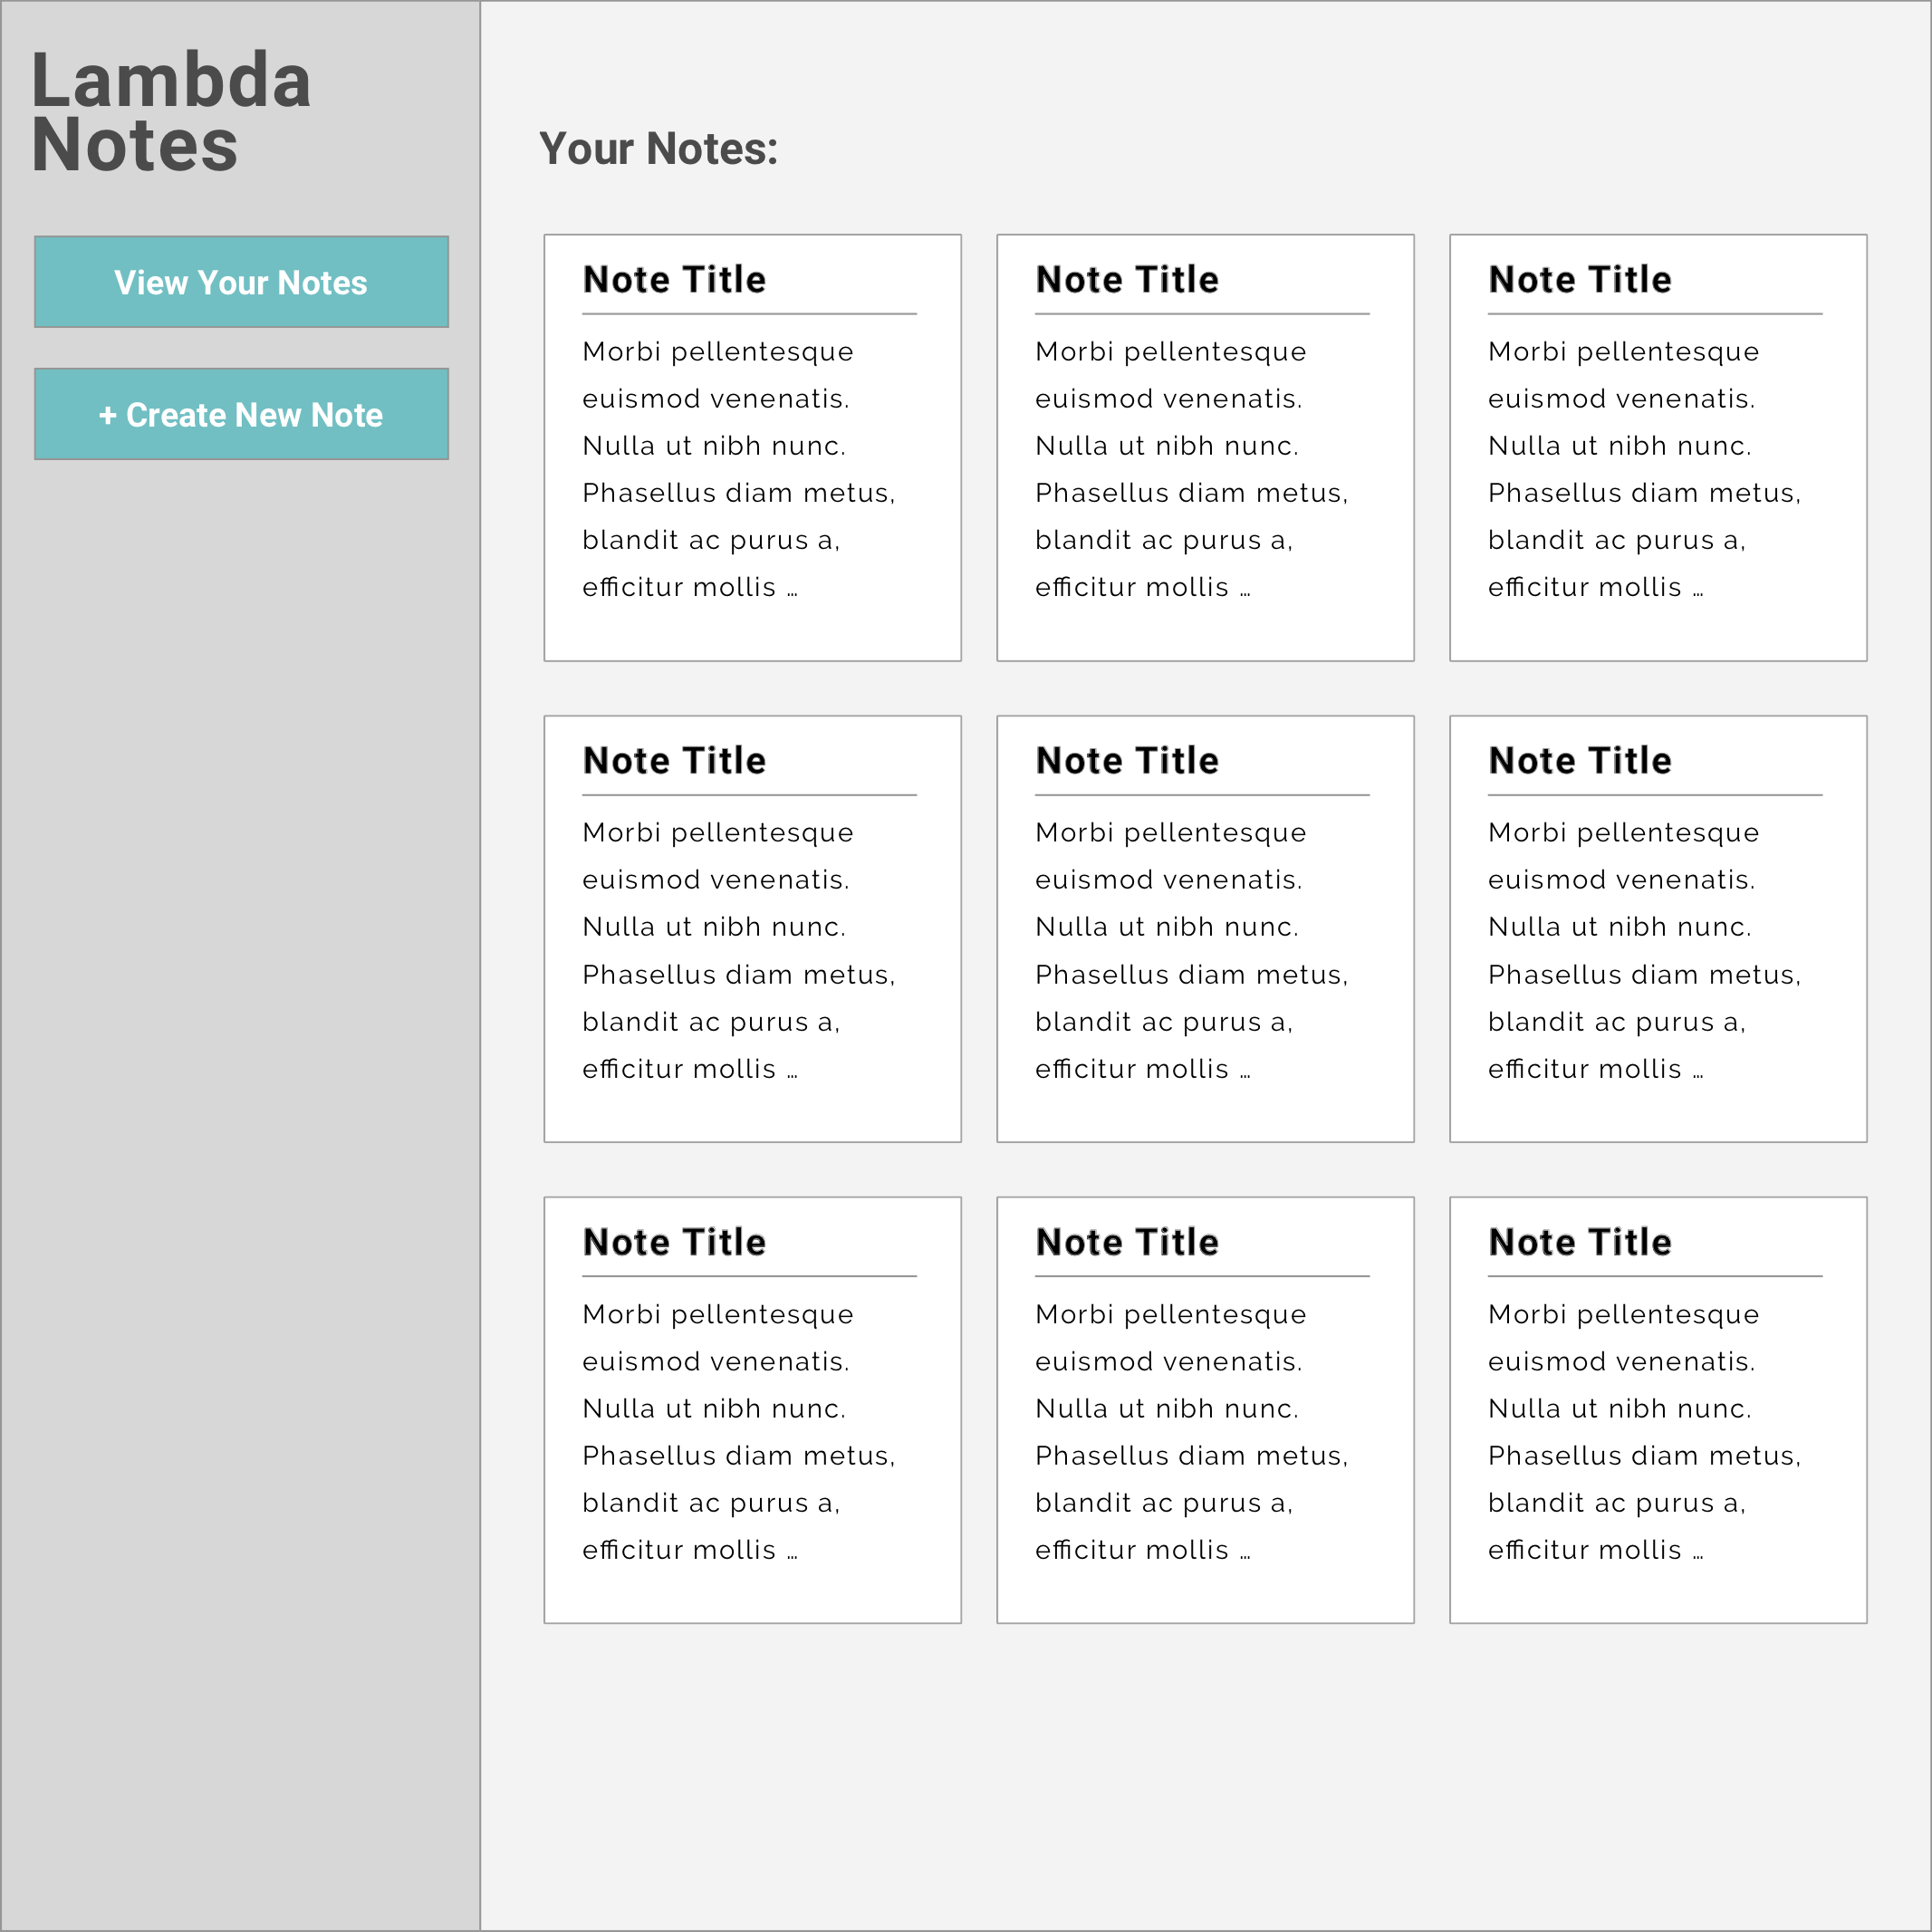 Lambda
Notes
View Your Notes
+ Create New Note
Your Notes:
Note Title
Morbi pellentesque
euismod venenatis.
Nulla ut nibh nunc.
Phasellus diam metus,
blandit ac purus a,
efficitur mollis ...
Note Title
Morbi pellentesque
euismod venenatis.
Nulla ut nibh nunc.
Phasellus diam metus,
blandit ac purus a,
efficitur mollis ...
Note Title
Morbi pellentesque
euismod venenatis.
Nulla ut nibh nunc.
Phasellus diam metus,
blandit ac purus a,
efficitur mollis ...
Note Title
Morbi pellentesque
euismod venenatis.
Nulla ut nibh nunc.
Phasellus diam metus,
blandit ac purus a,
efficitur mollis ...
Note Title
Morbi pellentesque
euismod venenatis.
Nulla ut nibh nunc.
Phasellus diam metus,
blandit ac purus a,
efficitur mollis ...
Note Title
Morbi pellentesque
euismod venenatis.
Nulla ut nibh nunc.
Phasellus diam metus,
blandit ac purus a,
efficitur mollis ...
Note Title
Morbi pellentesque
euismod venenatis.
Nulla ut nibh nunc.
Phasellus diam metus,
blandit ac purus a,
efficitur mollis ...
Note Title
Morbi pellentesque
euismod venenatis.
Nulla ut nibh nunc.
Phasellus diam metus,
blandit ac purus a,
efficitur mollis ...
Note Title
Morbi pellentesque
euismod venenatis.
Nulla ut nibh nunc.
Phasellus diam metus,
blandit ac purus a,
efficitur mollis ...